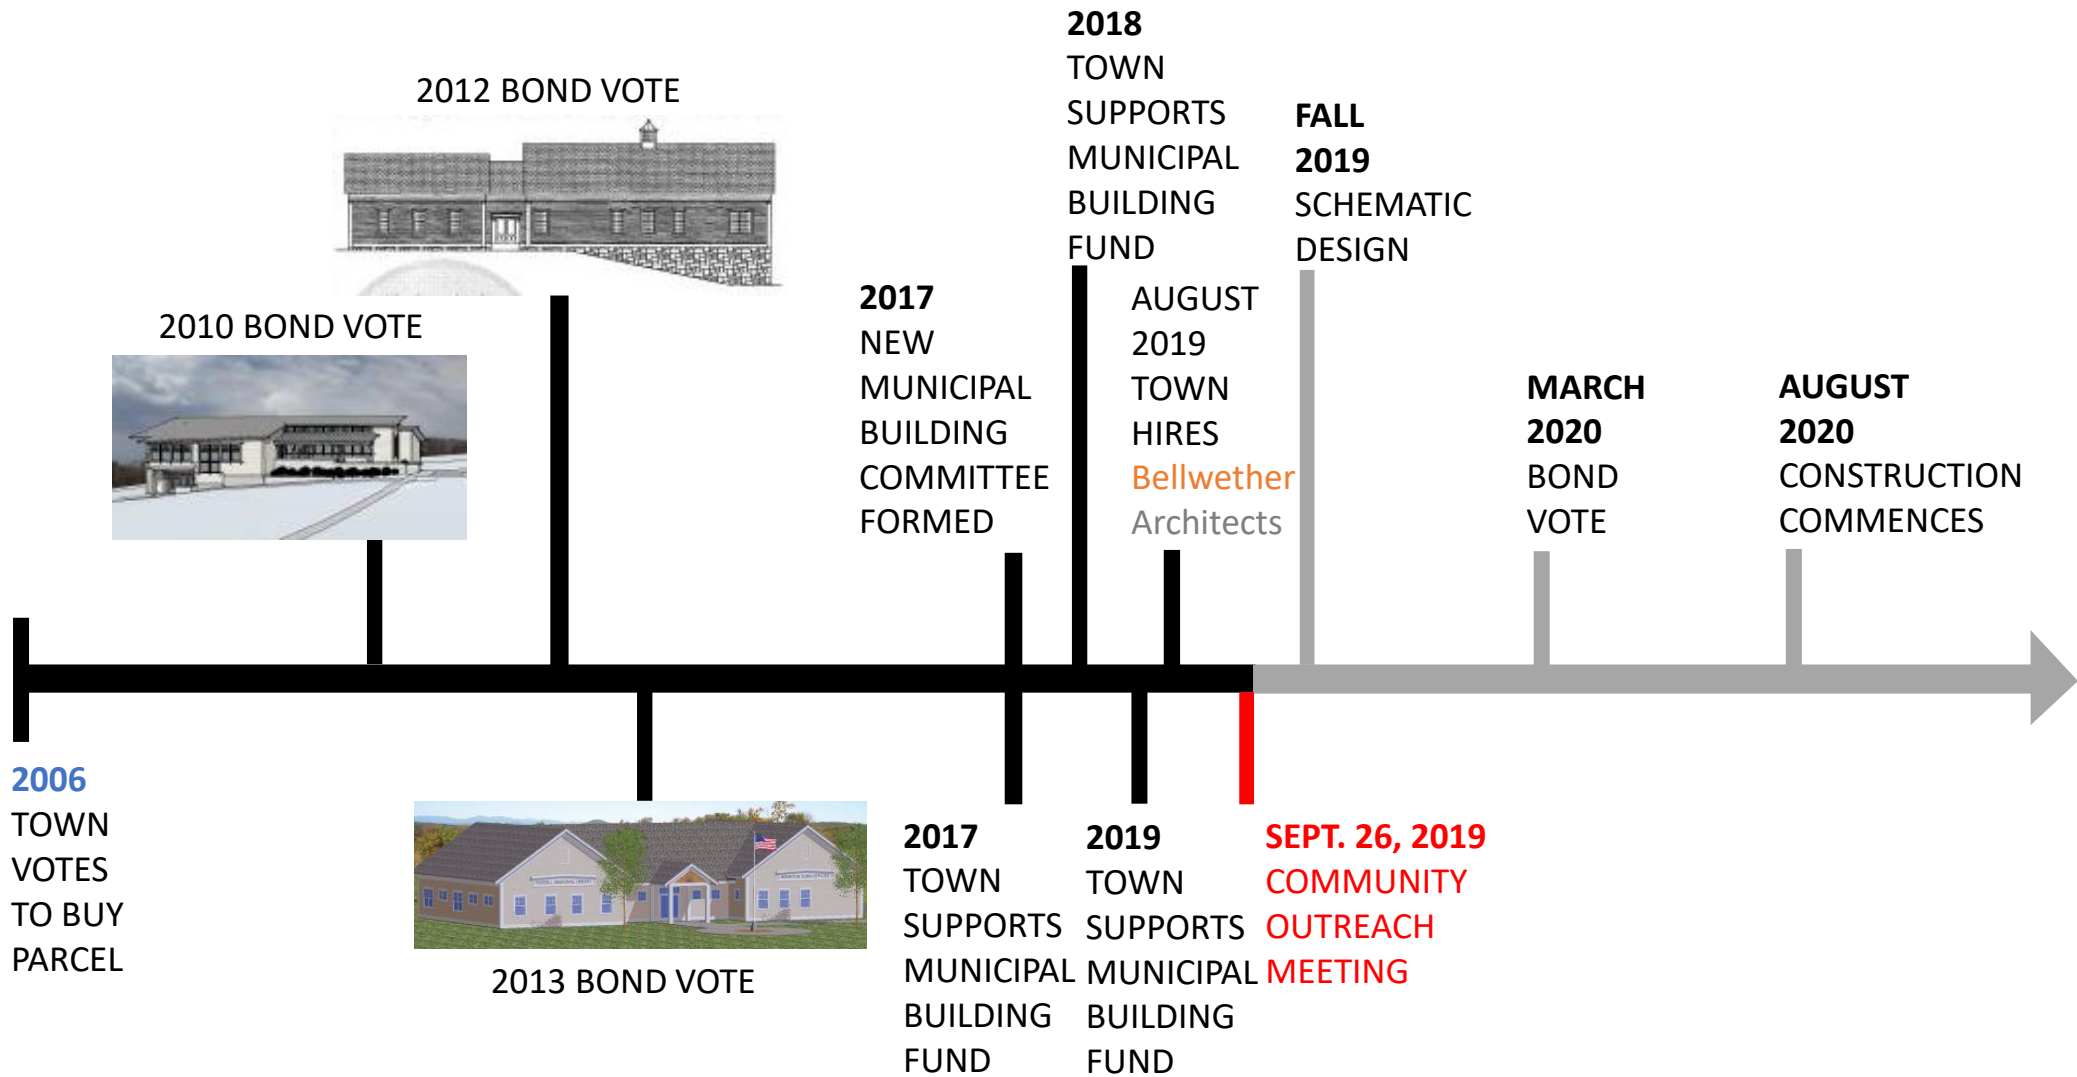 2018
TOWN
SUPPORTS
MUNICIPAL
BUILDING
FUND
2012 BOND VOTE
FALL
2019
SCHEMATIC
DESIGN
2010 BOND VOTE
2017
NEW
MUNICIPAL
BUILDING
COMMITTEE
FORMED
AUGUST
2019
TOWN
HIRES
Bellwether
Architects
MARCH
2020
BOND
VOTE
AUGUST
2020
CONSTRUCTION
COMMENCES
2006
TOWN
VOTES
TO BUY
PARCEL
2013 BOND VOTE
2017
TOWN
SUPPORTS
MUNICIPAL
BUILDING
FUND
2019
TOWN
SUPPORTS
MUNICIPAL
BUILDING
FUND
SEPT. 26, 2019
COMMUNITY
OUTREACH
MEETING